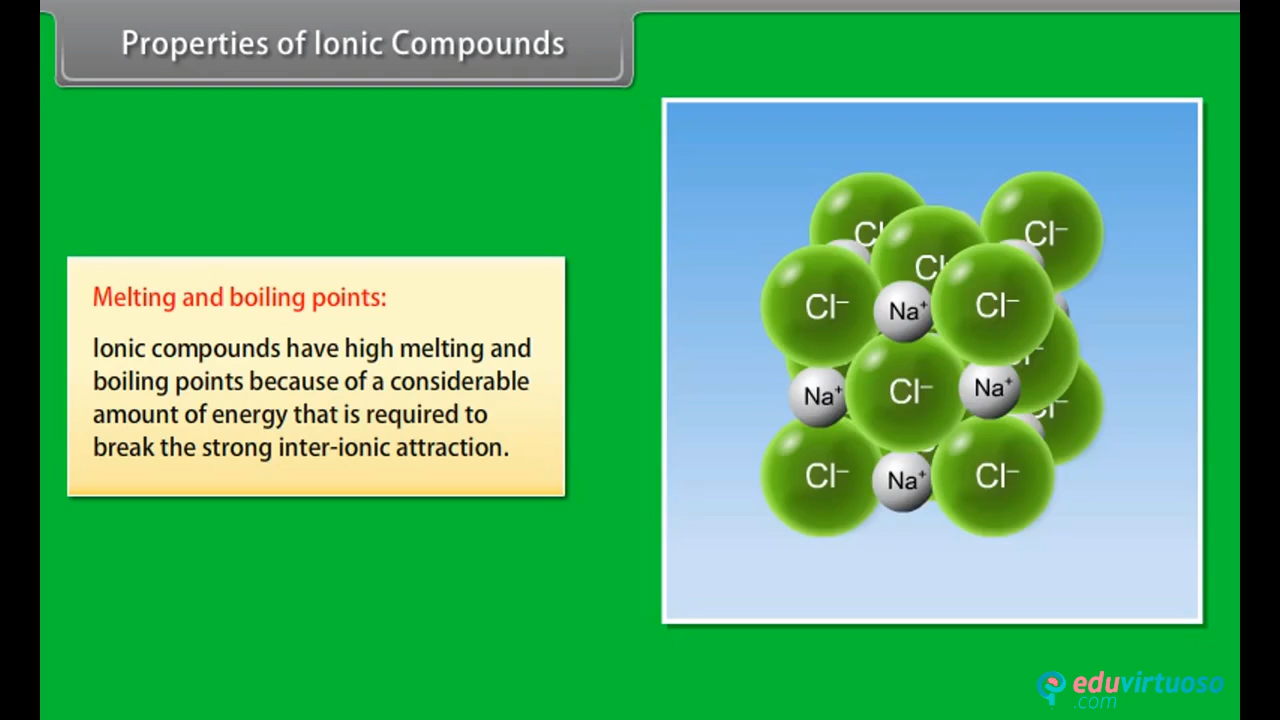 Properties of Ionic Compounds
Melting and boiling points:
Ionic compounds have high melting and
boiling points because of a considerable
amount of energy that is required to
break the strong inter-ionic attraction.
Cl⁻
Cl⁻
Cl
Cl⁻
Na⁺
Cl⁻
Na⁺
Cl⁻
Na⁺
Cl⁻
Na⁺
Cl⁻
eduvirtuoso
.com